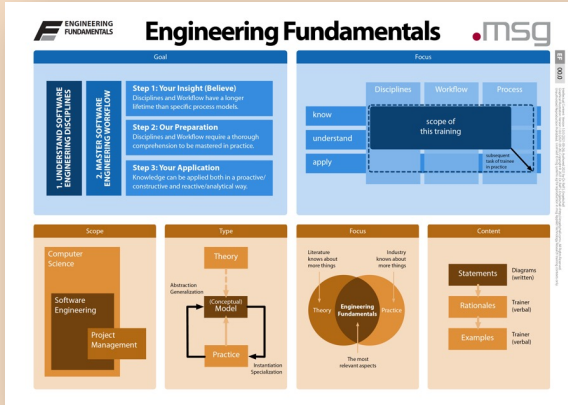 ENGINEERING
FUNDAMENTALS
Engineering Fundamentals
.msg
Goal
1. UNDERSTAND SOFTWARE
ENGINEERING DISCIPLINES
2. MASTER SOFTWARE
ENGINEERING WORKFLOW
Step 1: Your Insight (Believe)
Disciplines and Workflow have a longer
lifetime than specific process models.
Step 2: Our Preparation
Disciplines and Workflow require a thorough
comprehension to be mastered in practice.
Step 3: Your Application
Knowledge can be applied both in a proactive/
constructive and reactive/analytical way.
Focus
Disciplines
Workflow
Process
know
understand
apply
scope of
this training
subsequent
task of trainee
in practice
EF
00.0
Scope
Computer
Science
Software
Engineering
Project
Management
Type
Theory
Abstraction
Generalization
(Conceptual)
Model
Practice
Instantiation
Specialization
Focus
Literature
knows about
more things
Industry
knows about
more things
Theory
Engineering
Fundamentals
Practice
The most
relevant aspects
Content
Statements
Diagrams
(written)
Rationales
Trainer
(verbal)
Examples
Trainer
(verbal)